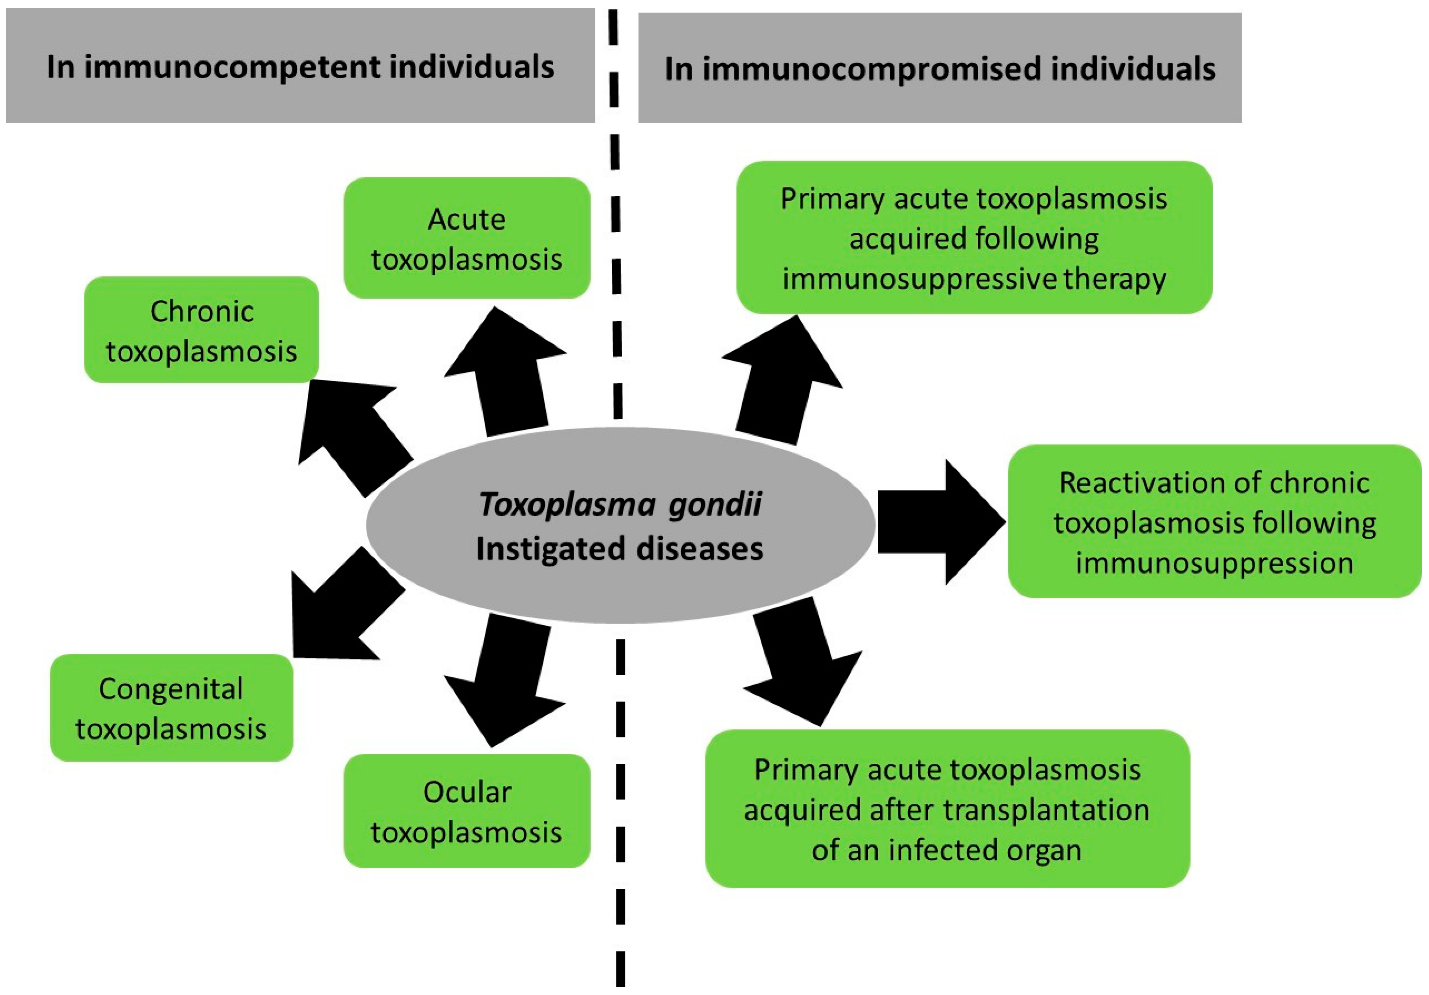 In immunocompetent individuals
In immunocompromised individuals
Acute
toxoplasmosis
Chronic
toxoplasmosis
Primary acute toxoplasmosis
acquired following
immunosuppressive therapy
Toxoplasma gondii
Instigated diseases
Reactivation of chronic
toxoplasmosis following
immunosuppression
Congenital
toxoplasmosis
Ocular
toxoplasmosis
Primary acute toxoplasmosis
acquired after transplantation
of an infected organ